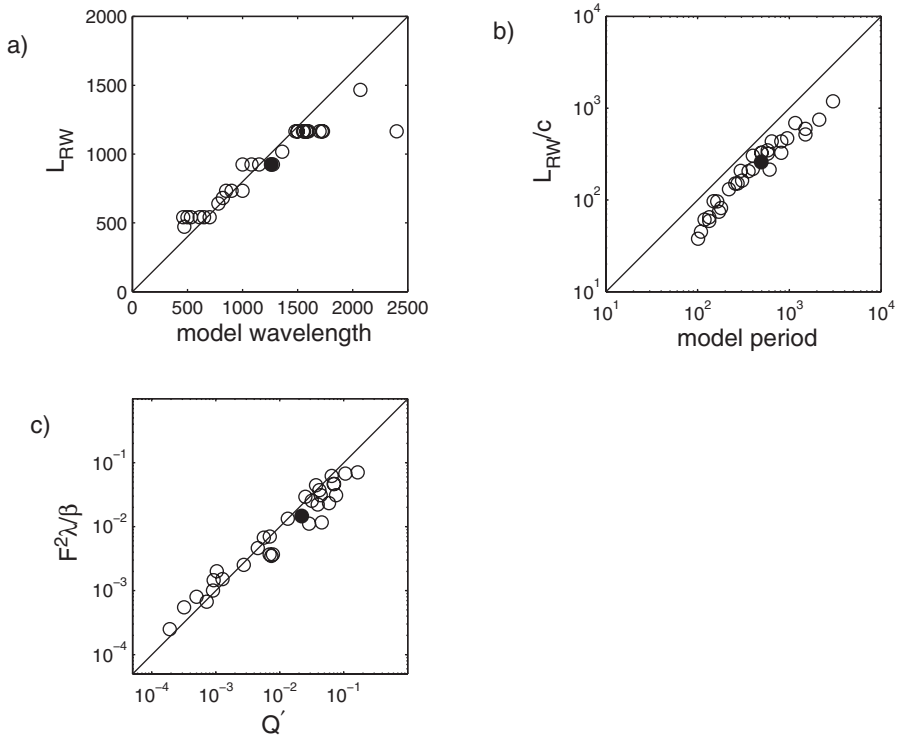 a)
2000
1500
1000
500
0
L_RW
0 500 1000 1500 2000 2500
model wavelength
b)
10^4
10^3
10^2
10^1
L_RW/c
10^1 10^2 10^3 10^4
model period
c)
10^−1
10^−2
10^−3
10^−4
F^2λ/β
10^−4 10^−3 10^−2 10^−1
Q′